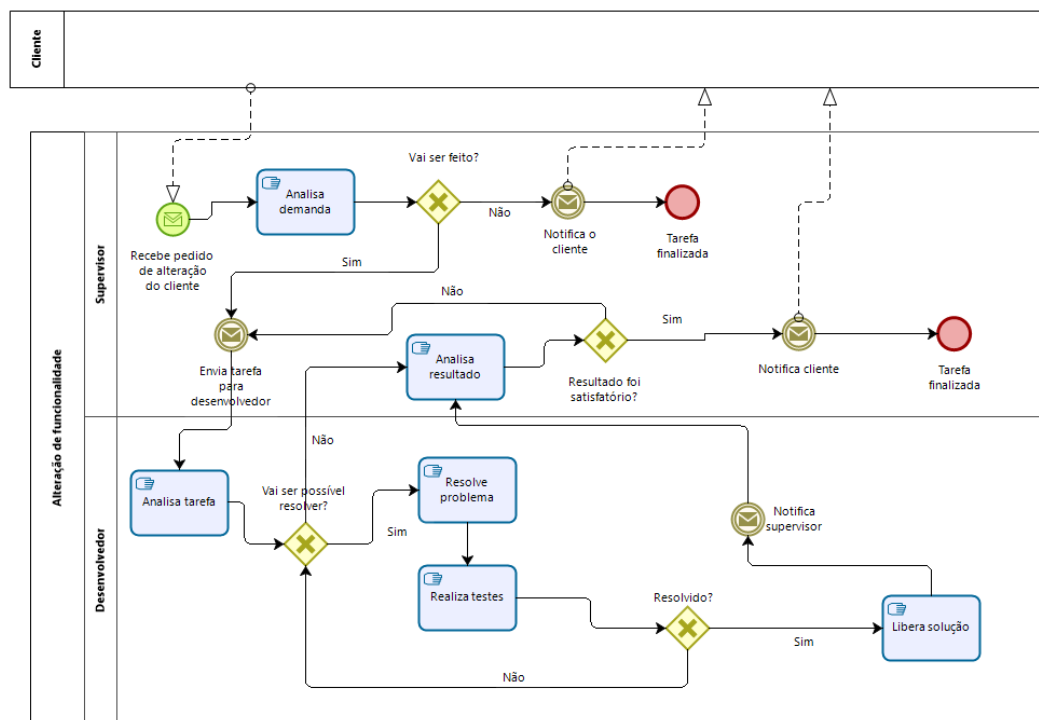 Cliente
Alteração de funcionalidade
Supervisor
Vai ser feito?
Analisa
demanda
Não
Recebe pedido
de alteração
do cliente
Notifica o
cliente
Tarefa
finalizada
Sim
Não
Sim
Envia tarefa
para
desenvolvedor
Analisa
resultado
Resultado foi
satisfatório?
Notifica cliente
Tarefa
finalizada
Desenvolvedor
Não
Analisa tarefa
Vai ser possível
resolver?
Sim
Resolve
problema
Notifica
supervisor
Realiza testes
Resolvido?
Sim
Libera solução
Não